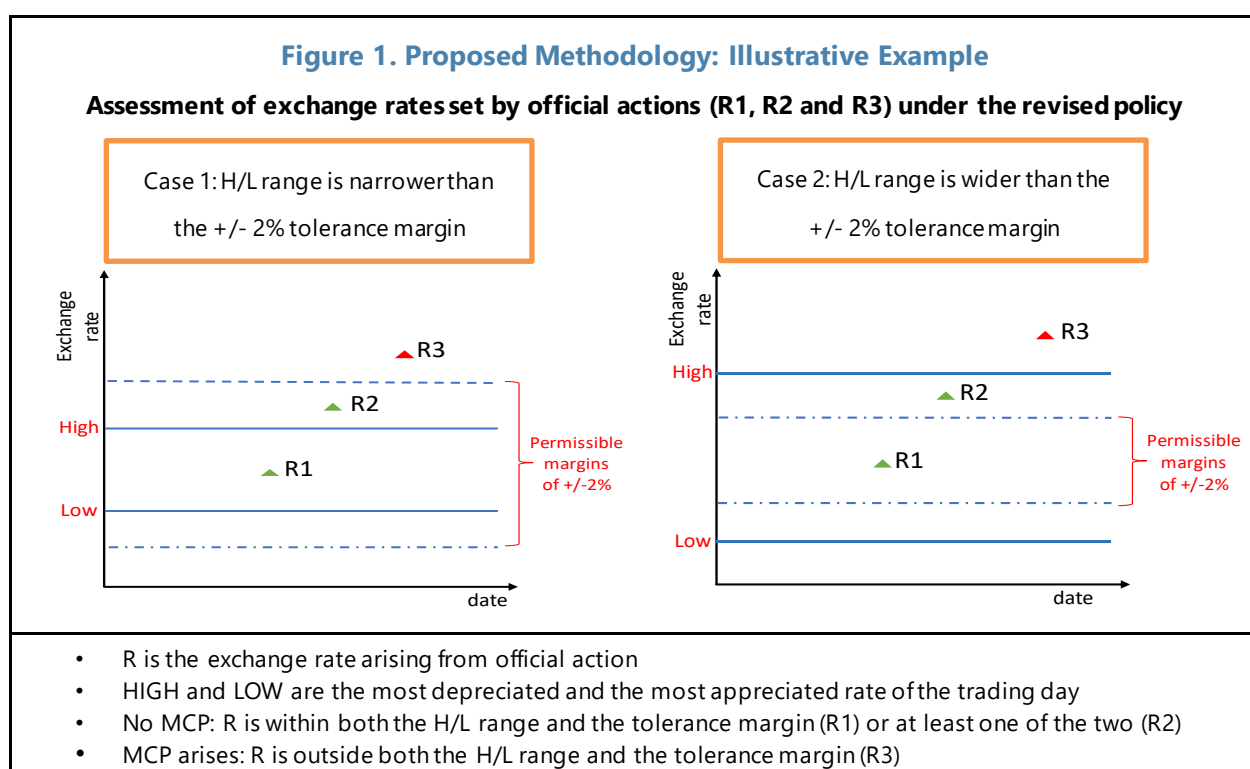 Figure 1. Proposed Methodology: Illustrative Example
Assessment of exchange rates set by official actions (R1, R2 and R3) under the revised policy
Case 1: H/L range is narrower than
the +/- 2% tolerance margin
Exchange
rate
R3
R2
High
R1
Low
Permissible
margins
of +/-2%
date
Case 2: H/L range is wider than the
+/- 2% tolerance margin
Exchange
rate
R3
High
R2
R1
Low
Permissible
margins
of +/-2%
date
• R is the exchange rate arising from official action
• HIGH and LOW are the most depreciated and the most appreciated rate of the trading day
• No MCP: R is within both the H/L range and the tolerance margin (R1) or at least one of the two (R2)
• MCP arises: R is outside both the H/L range and the tolerance margin (R3)